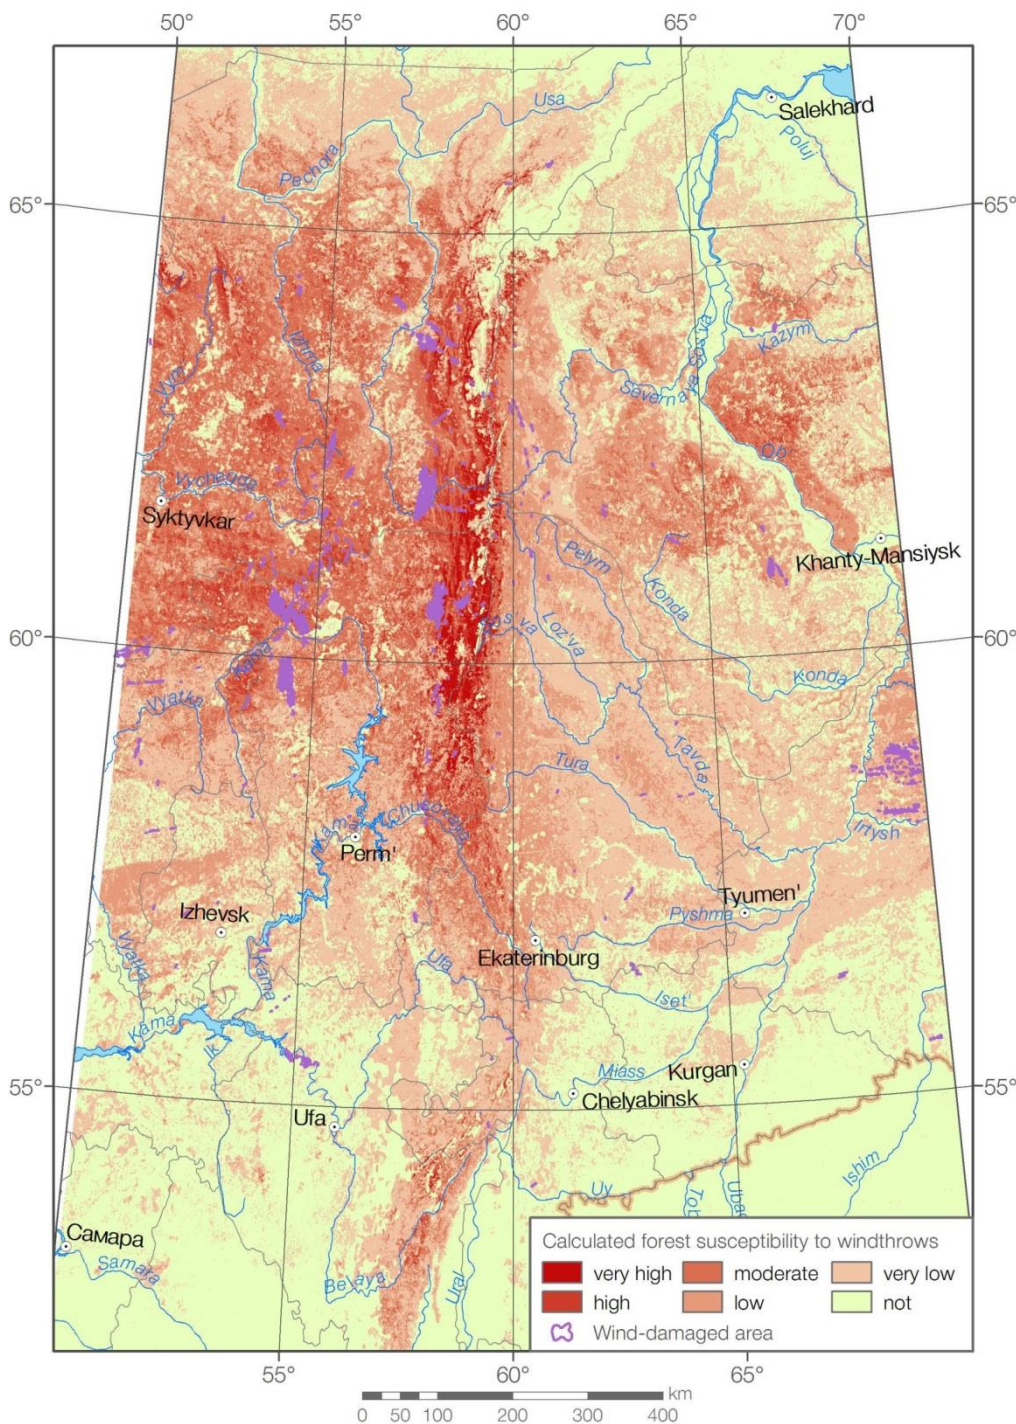 50° 55° 60° 65° 70°
Usa
Salekhard
Poluj
Pechora
65° 65°
Izhma
Vym'
Kazym
Severnaya Sos'va
Ob'
Vychegda
Syktyvkar
Khanty-Mansiysk
Pelym
Konda
Loz'va
Sos'va
60° 60°
Kama
Konda
Vyatka
Tavda
Tura
Irtysh
Chusovaya
Kama
Perm'
Tyumen'
Izhevsk
Pyshma
Vyatka
Ekaterinburg
Kama
Ufa
Iset'
Kama
Ik
55° 55°
Miass
Kurgan
Chelyabinsk
Ufa
Ishim
Uy
Tob
Ubag
Самара
Samara
Belaya
Ural
Calculated forest susceptibility to windthrows
very high moderate very low
high low not
Wind-damaged area
55° 60° 65°
km
0 50 100 200 300 400